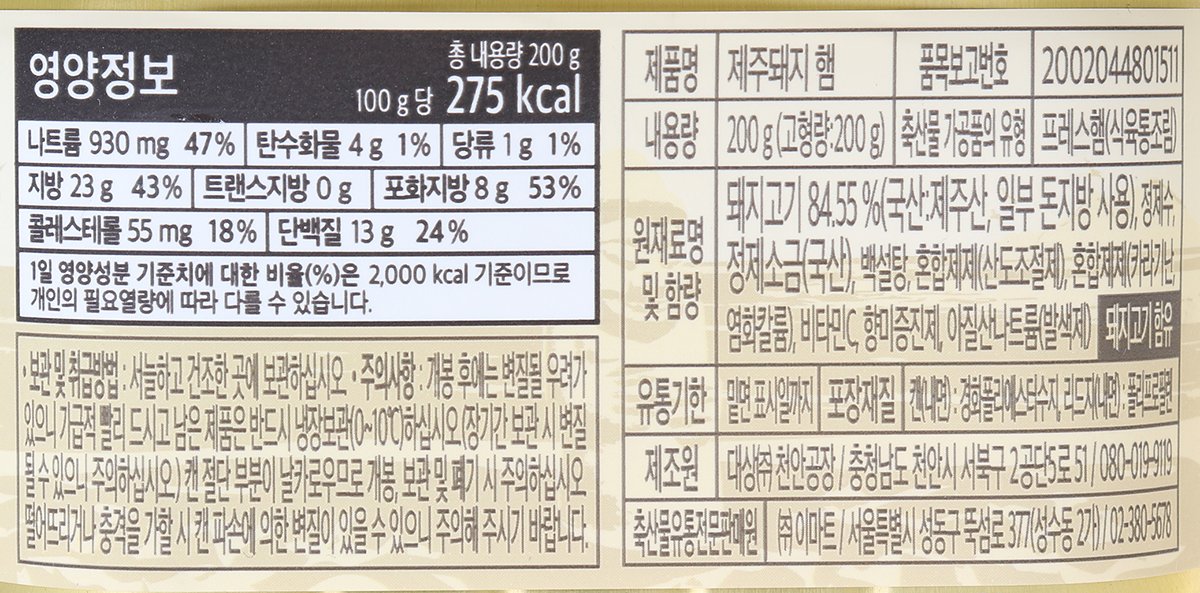 영양정보
총 내용량 200 g
100 g 당 275 kcal
나트륨 930 mg 47% 탄수화물 4 g 1% 당류 1 g 1%
지방 23 g 43% 트랜스지방 0 g 포화지방 8 g 53%
콜레스테롤 55 mg 18% 단백질 13 g 24%
1일 영양성분 기준치에 대한 비율(%)은 2,000 kcal 기준이므로
개인의 필요열량에 따라 다를 수 있습니다.
• 보관 및 취급방법 : 서늘하고 건조한 곳에 보관하십시오 • 주의사항 : 개봉 후에는 변질될 우려가
있으니 가급적 빨리 드시고 남은 제품은 반드시 냉장보관(0~10℃)하십시오.(장기간 보관 시 변질
될 수 있으니 주의하십시오.) 캔 절단 부분이 날카로우므로 개봉, 보관 및 폐기 시 주의하십시오.
떨어뜨리거나 충격을 가할 시 캔 파손에 의한 변질이 있을 수 있으니 주의해 주시기 바랍니다.
제품명 제주돼지 햄 품목보고번호 2002044801511
내용량 200 g (고형량:200 g) 축산물 가공품의 유형 프레스햄(식육통조림)
원재료명
및 함량
돼지고기 84.55 %(국산:제주산, 일부 돈지방 사용), 정제수,
정제소금(국산), 백설탕, 혼합제제(산도조절제), 혼합제제(카라기난,
염화칼륨), 비타민C, 향미증진제, 아질산나트륨(발색제) 돼지고기 함유
유통기한 밑면 표시일까지 포장재질 캔(내면) : 경화폴리에스터수지, 리드지(내면) : 폴리프로필렌
제조원 대상㈜ 천안공장 / 충청남도 천안시 서북구 2공단5로 51 / 080-019-9119
축산물유통전문판매원 ㈜ 이마트 / 서울특별시 성동구 뚝섬로 377(성수동 2가) / 02-380-5678